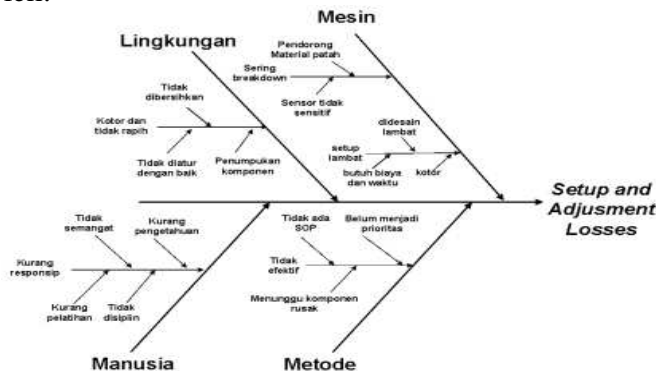 Mesin
Lingkungan
Pendorong
Material patah
Sering
breakdown
Sensor tidak
sensitif
Tidak
dibersihkan
Kotor dan
tidak rapih
Tidak diatur
dengan baik
Penumpukan
komponen
didesain
lambat
setup
lambat
butuh biaya
dan waktu
kotor
Setup and
Adjusment
Losses
Tidak
semangat
Kurang
pengetahuan
Kurang
responsip
Kurang
pelatihan
Tidak
disiplin
Tidak ada
SOP
Belum menjadi
prioritas
Tidak
efektif
Menunggu komponen
rusak
Manusia
Metode